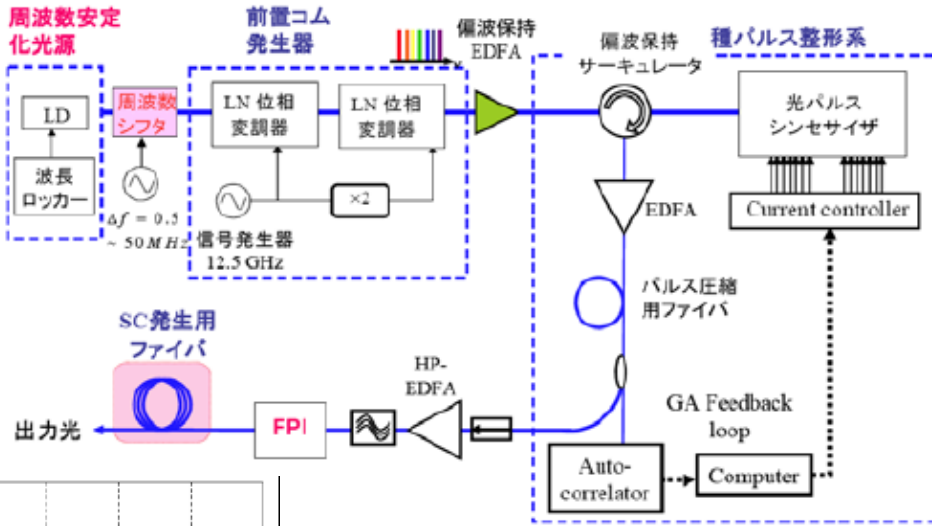 周波数安定
化光源
LD
波長
ロッカー
周波数
シフタ
Δf = 0.5
~ 50MHz
前置コム
発生器
LN 位相
変調器
LN 位相
変調器
×2
信号発生器
12.5 GHz
偏波保持
EDFA
種パルス整形系
偏波保持
サーキュレータ
光パルス
シンセサイザ
Current controller
EDFA
パルス圧縮
用ファイバ
GA Feedback
loop
Auto-
correlator
Computer
HP-
EDFA
FPI
SC発生用
ファイバ
出力光